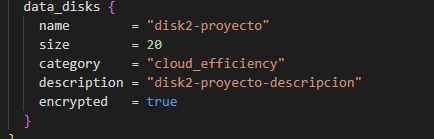 data_disks {
  name        = "disk2-proyecto"
  size        = 20
  category    = "cloud_efficiency"
  description = "disk2-proyecto-descripcion"
  encrypted   = true
}